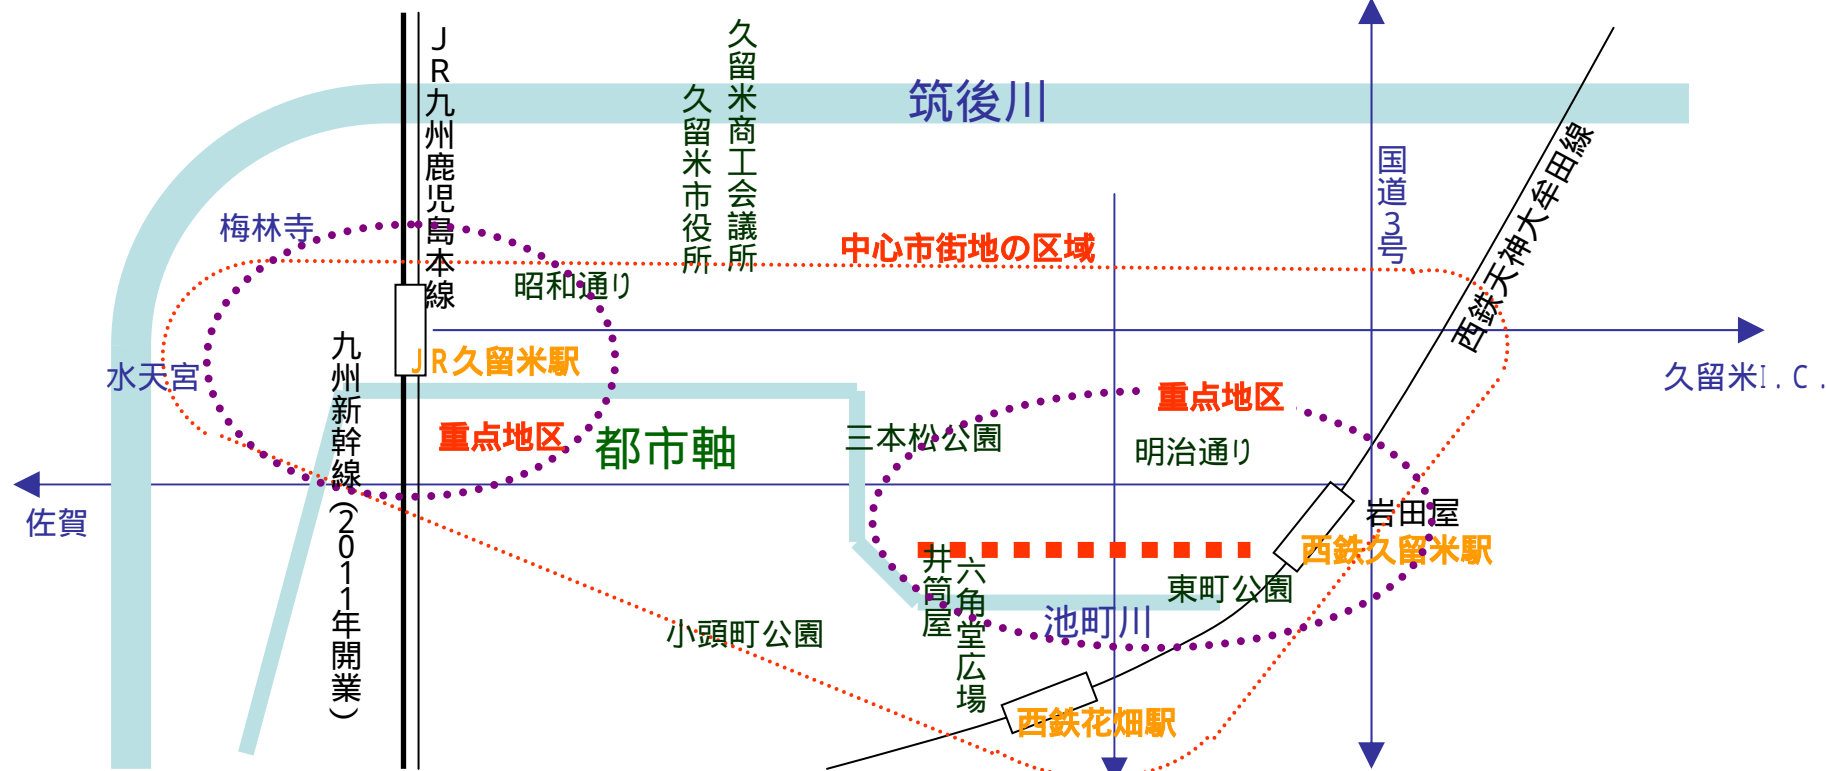 JR九州鹿児島本線
久留米商工会議所
久留米市役所
筑後川
国道3号
西鉄天神大牟田線
梅林寺
中心市街地の区域
昭和通り
九州新幹線(2011年開業)
JR久留米駅
水天宮
久留米I.C.
重点地区
重点地区
都市軸
三本松公園
明治通り
佐賀
岩田屋
西鉄久留米駅
井筒屋
六角堂広場
東町公園
池町川
小頭町公園
西鉄花畑駅